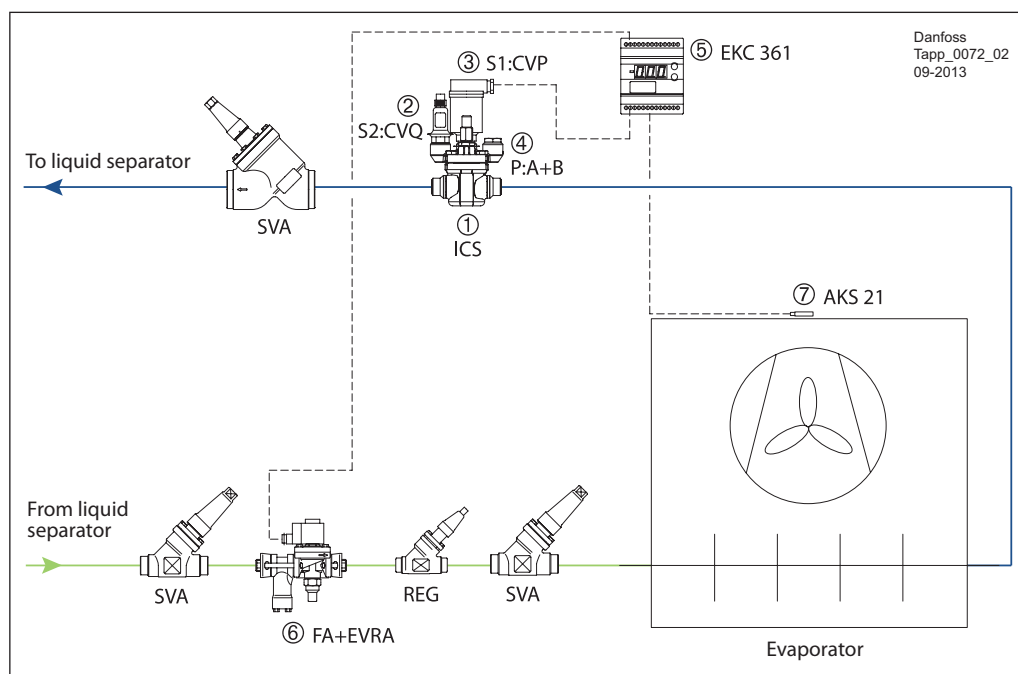 Danfoss
Tapp_0072_02
09-2013
⑤ EKC 361
③ S1:CVP
②
S2:CVQ
④
P:A+B
To liquid separator
SVA
①
ICS
⑦ AKS 21
From liquid
separator
SVA
REG
SVA
⑥ FA+EVRA
Evaporator